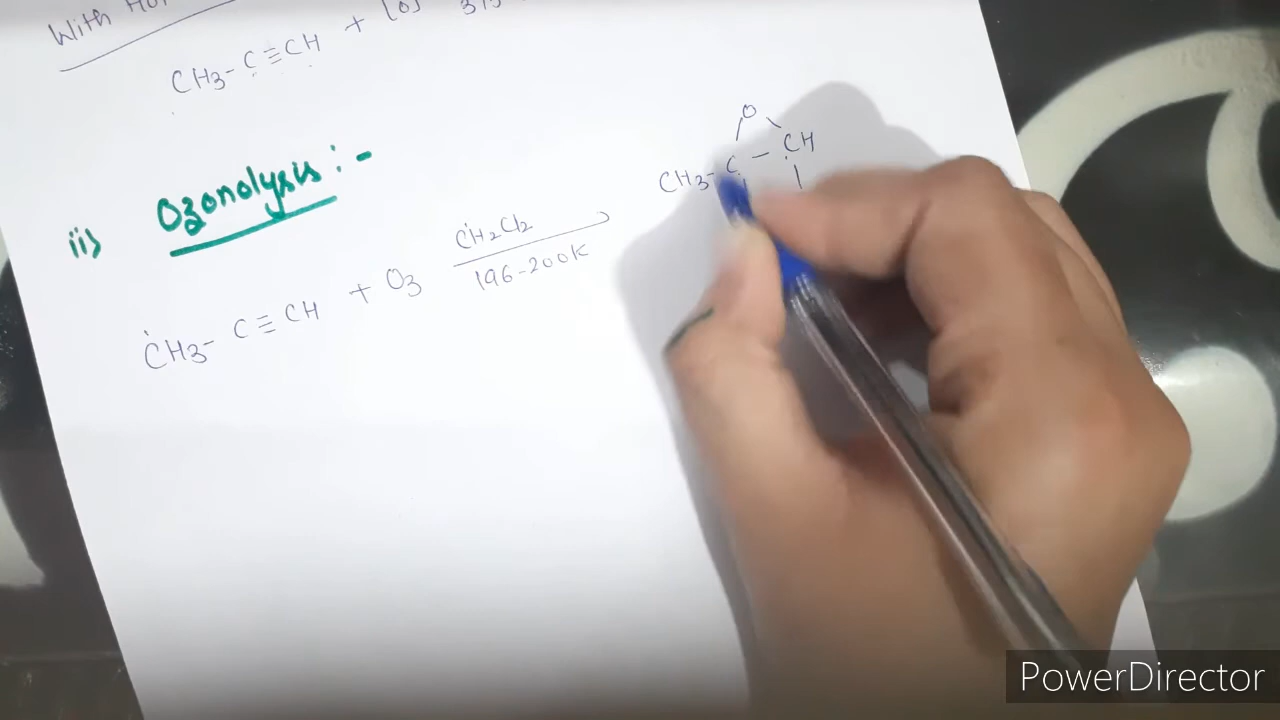 With
CH3-C≡CH + [O]
ii) Ozonolysis:-
CH3-C≡CH + O3 CH2Cl2 196-200K
O
CH3-C-CH
PowerDirector